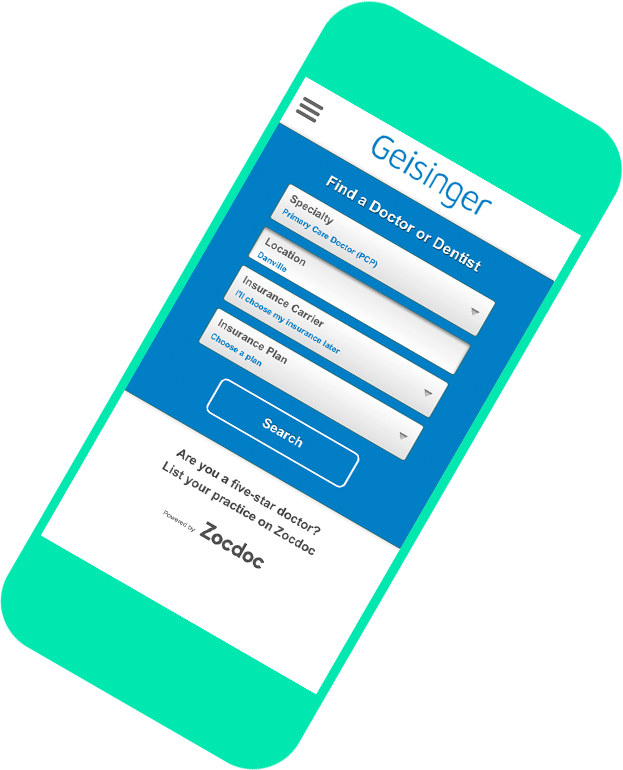 Geisinger
Find a Doctor or Dentist
Specialty
Primary Care Doctor (PCP)
Location
Danville
Insurance Carrier
I'll choose my insurance later
Insurance Plan
Choose a plan
Search
Are you a five-star doctor?
List your practice on Zocdoc
Powered by Zocdoc